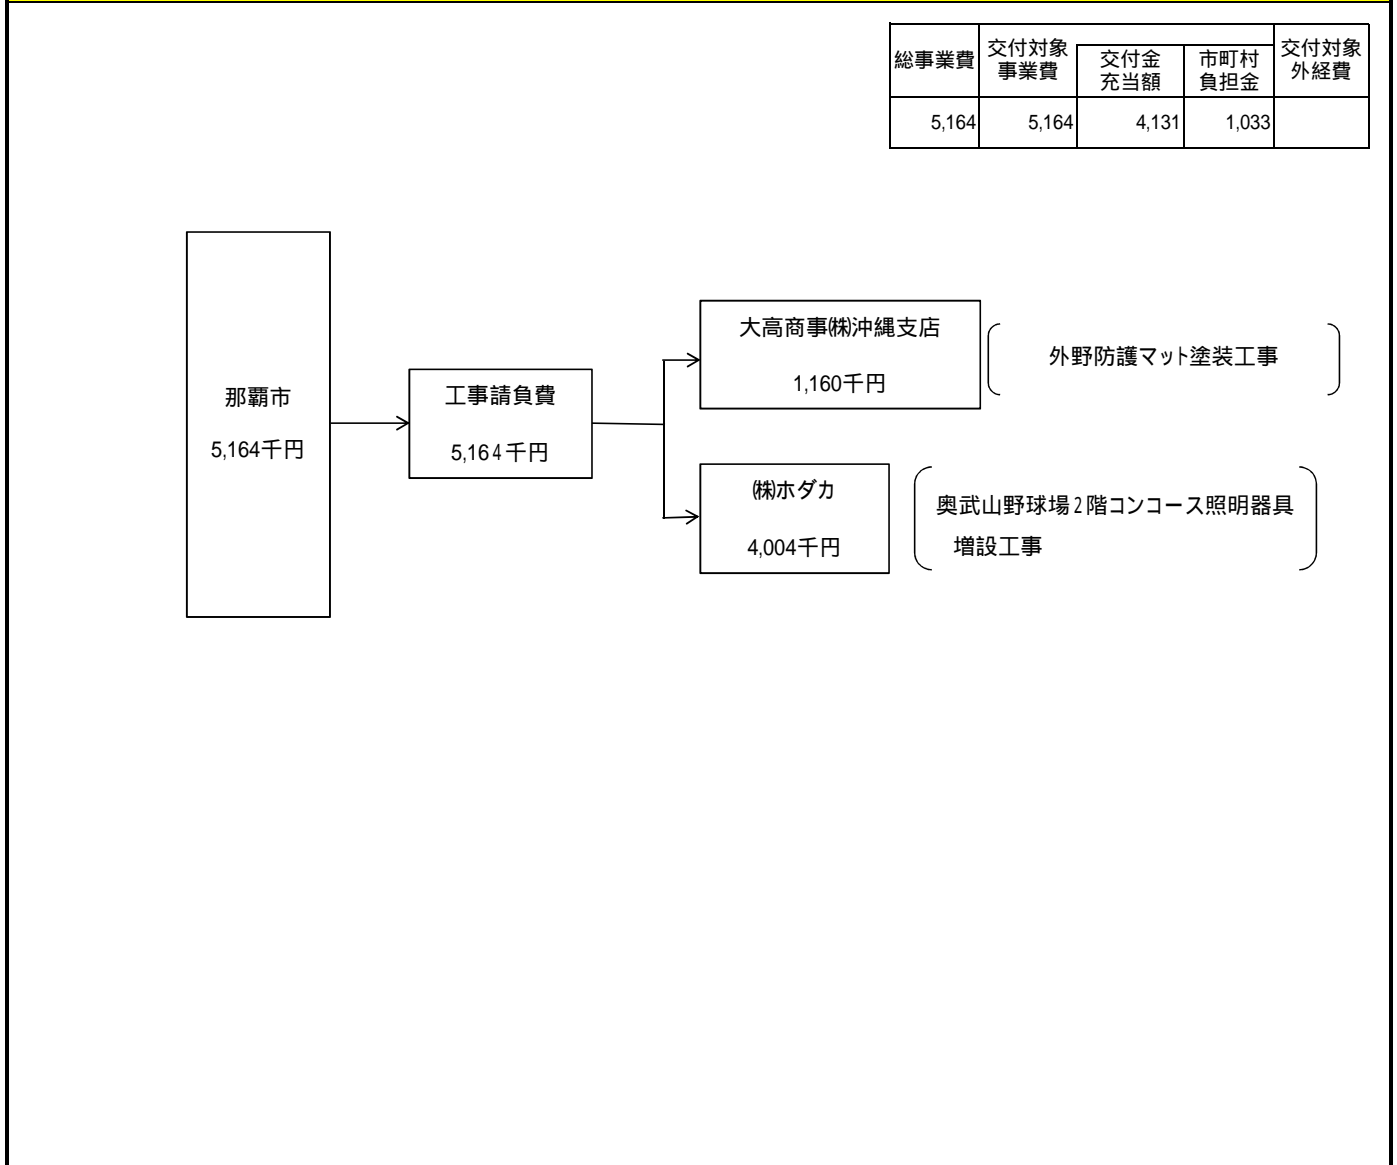 総事業費
交付対象
事業費
交付金
充当額
市町村
負担金
交付対象
外経費
5,164 5,164 4,131 1,033
那覇市
5,164千円
工事請負費
5,164千円
大高商事㈱沖縄支店
1,160千円
外野防護マット塗装工事
㈱ホダカ
4,004千円
奥武山野球場2階コンコース照明器具
増設工事